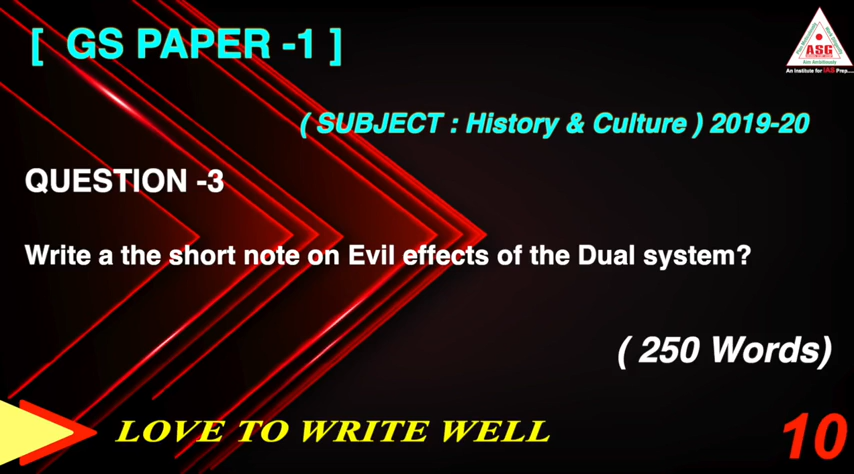 [ GS PAPER -1 ]
ASG
Aim Ambitiously
An Institute for IAS Prep....
( SUBJECT : History & Culture ) 2019-20
QUESTION -3
Write a the short note on Evil effects of the Dual system?
( 250 Words)
LOVE TO WRITE WELL
10